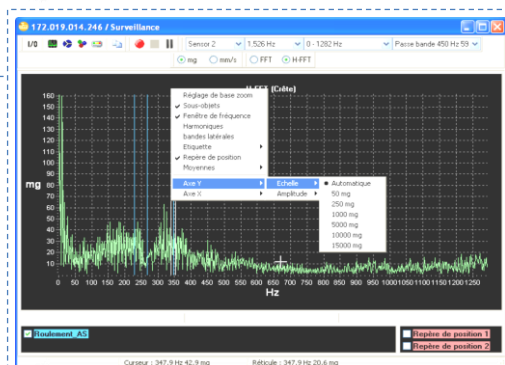 172.019.014.246 / Surveillance
I/O Sensor 2 1.526 Hz 0 - 1282 Hz Passe bande 450 Hz 59
mg mm/s FFT H-FFT
H-FFT (Crête)
Réglage de base zoom
Sous-objets
Fenêtre de fréquence
Harmoniques
bandes latérales
Etiquette
Repère de position
Moyennes
Axe Y Echelle Automatique
Axe X Amplitude 50 mg
250 mg
1000 mg
5000 mg
10000 mg
15000 mg
160
150
140
130
120
110
100
90
80
70
60
50
40
30
20
10
mg
0 50 100 150 200 250 300 350 400 450 500 550 600 650 700 750 800 850 900 950 1000 1050 1100 1150 1200 1250
Hz
Roulement_AS
Repère de position 1
Repère de position 2
Curseur : 347.9 Hz 42.9 mg Réticule : 347.9 Hz 20.6 mg